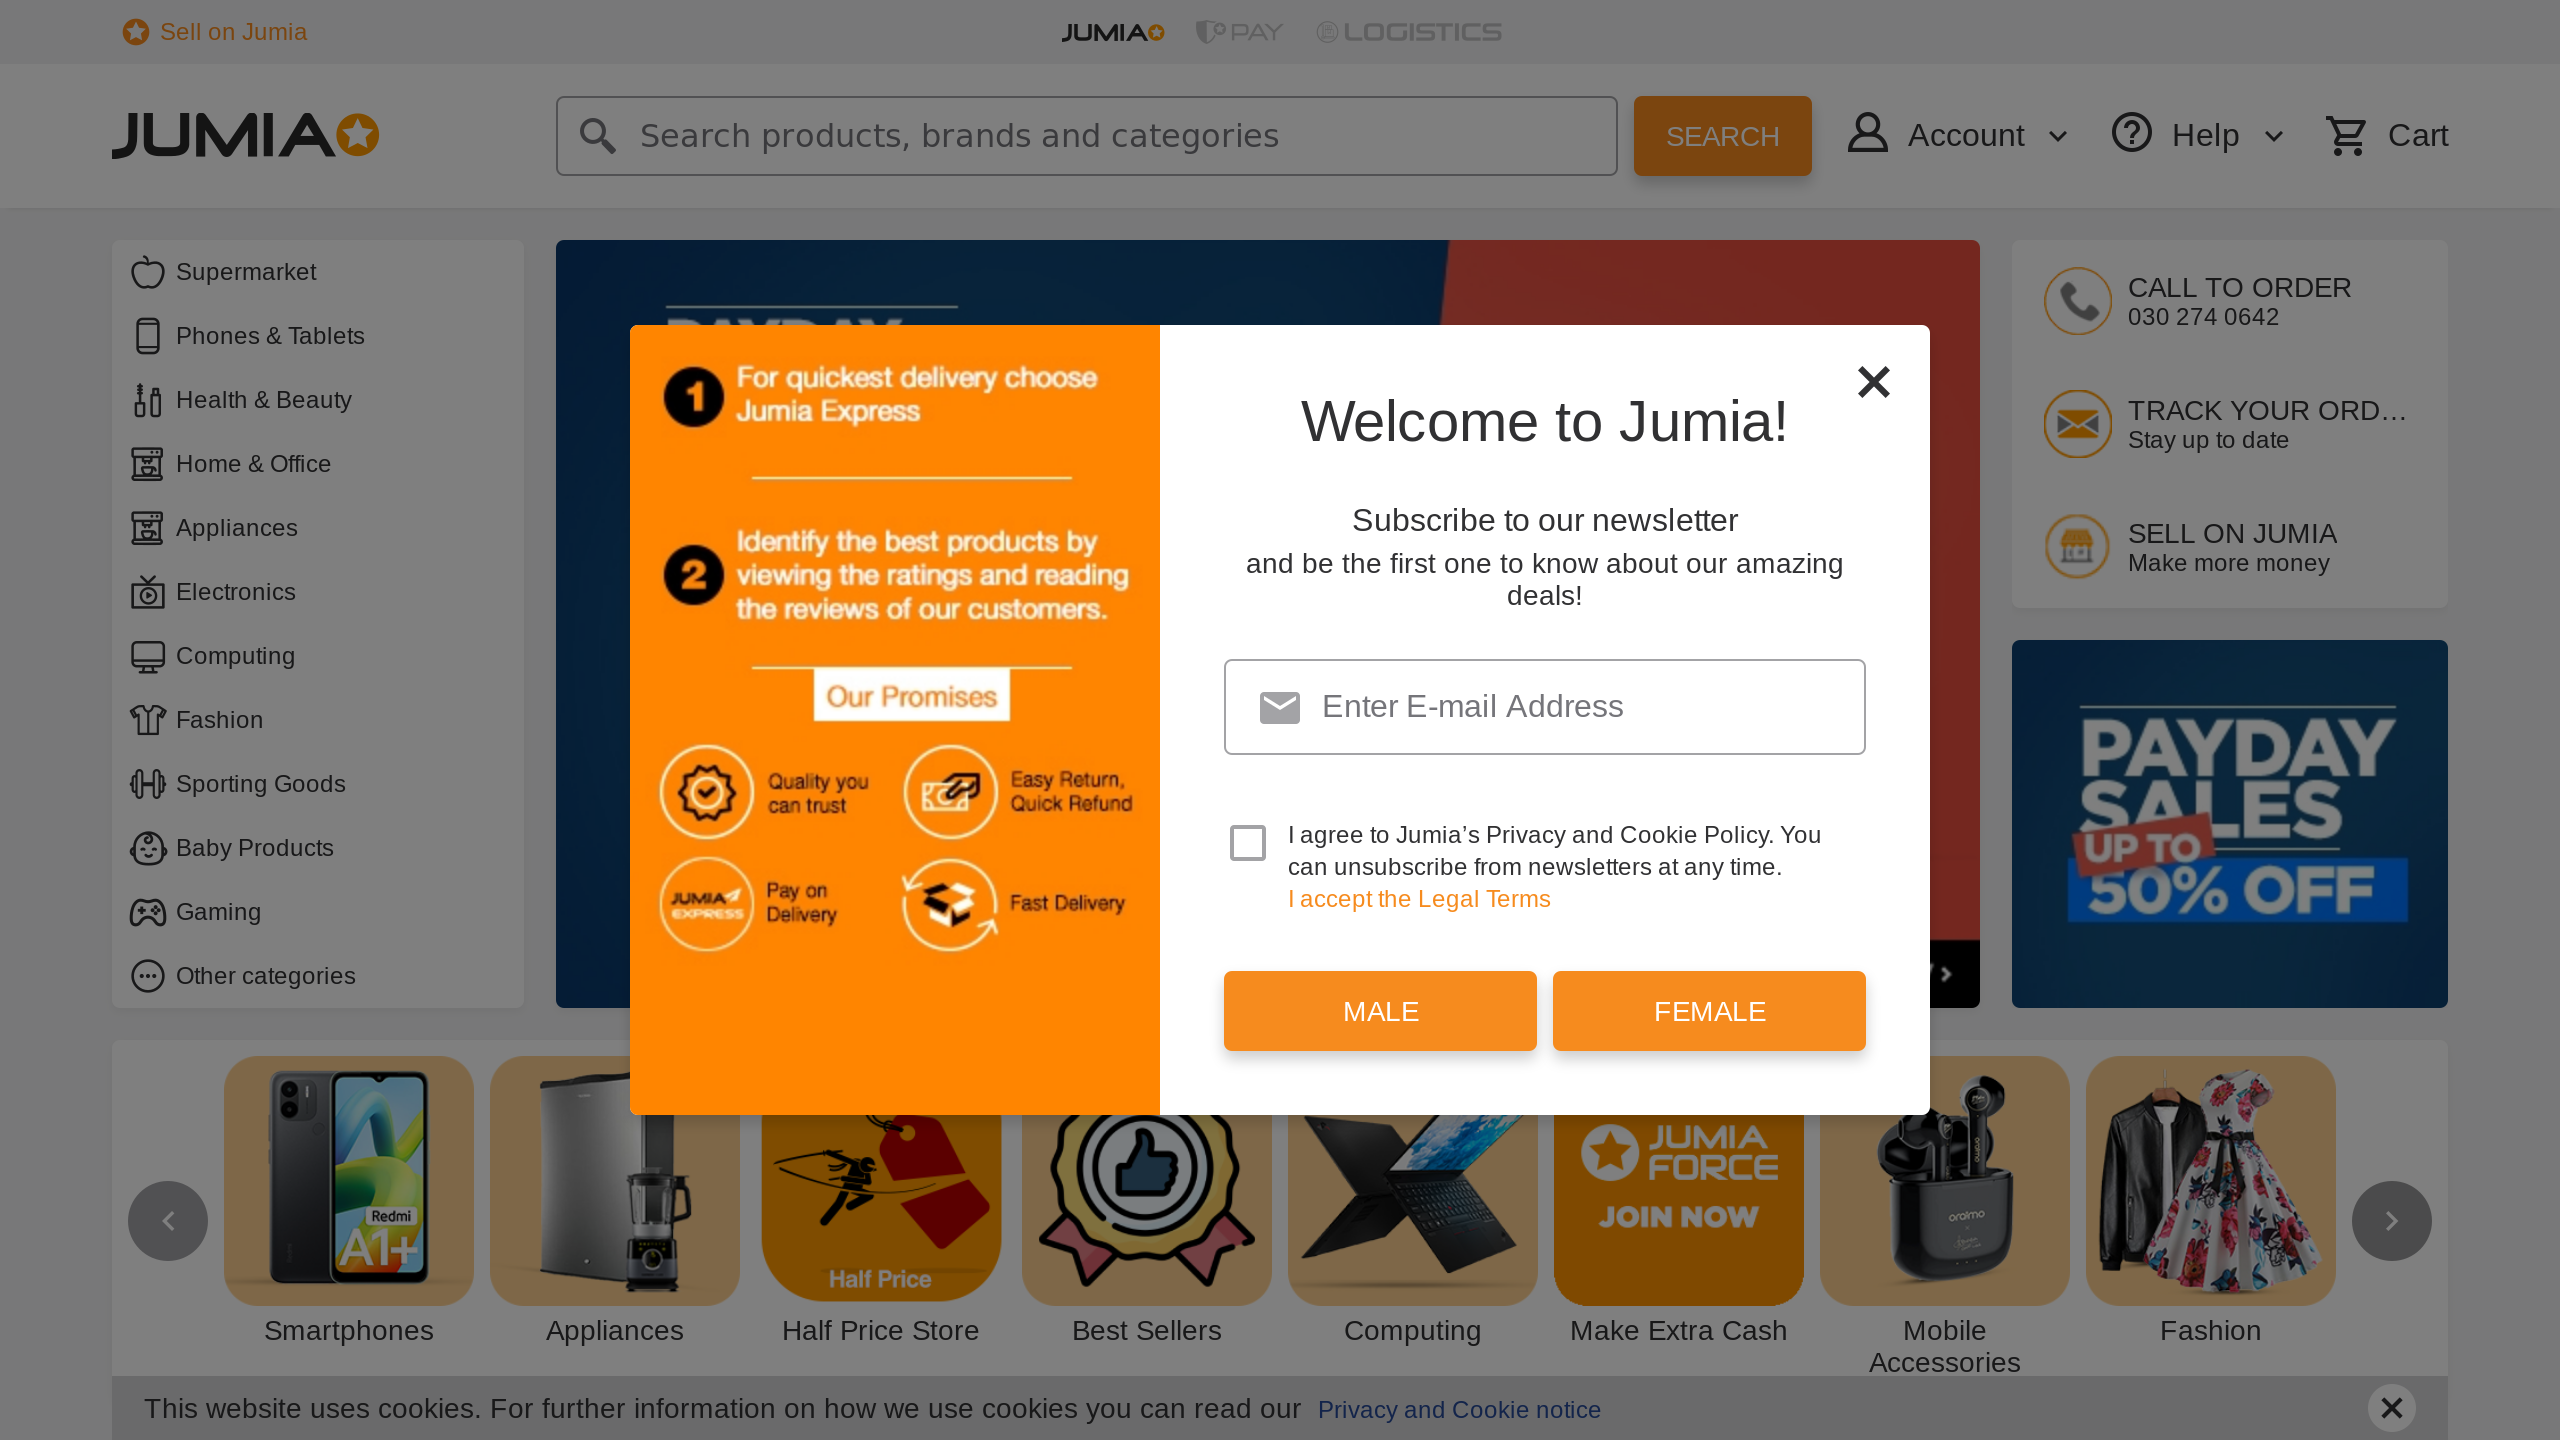 Sell on Jumia
JUMIA
PAY
LOGISTICS
JUMIA
Search products, brands and categories
SEARCH
Account
Help
Cart
Supermarket
Phones & Tablets
Health & Beauty
Home & Office
Appliances
Electronics
Computing
Fashion
Sporting Goods
Baby Products
Gaming
Other categories
CALL TO ORDER
030 274 0642
TRACK YOUR ORD…
Stay up to date
SELL ON JUMIA
Make more money
PAYDAY
SALES
UP TO
50% OFF
1
For quickest delivery choose
Jumia Express
2
Identify the best products by
viewing the ratings and reading
the reviews of our customers.
Our Promises
Quality you
can trust
Easy Return,
Quick Refund
JUMIA
EXPRESS
Pay on
Delivery
Fast Delivery
Welcome to Jumia!
Subscribe to our newsletter
and be the first one to know about our amazing
deals!
Enter E-mail Address
I agree to Jumia’s Privacy and Cookie Policy. You
can unsubscribe from newsletters at any time.
I accept the Legal Terms
MALE
FEMALE
Redmi
A1+
Half Price
JUMIA
FORCE
JOIN NOW
oraimo
Smartphones
Appliances
Half Price Store
Best Sellers
Computing
Make Extra Cash
Mobile
Accessories
Fashion
This website uses cookies. For further information on how we use cookies you can read our Privacy and Cookie notice